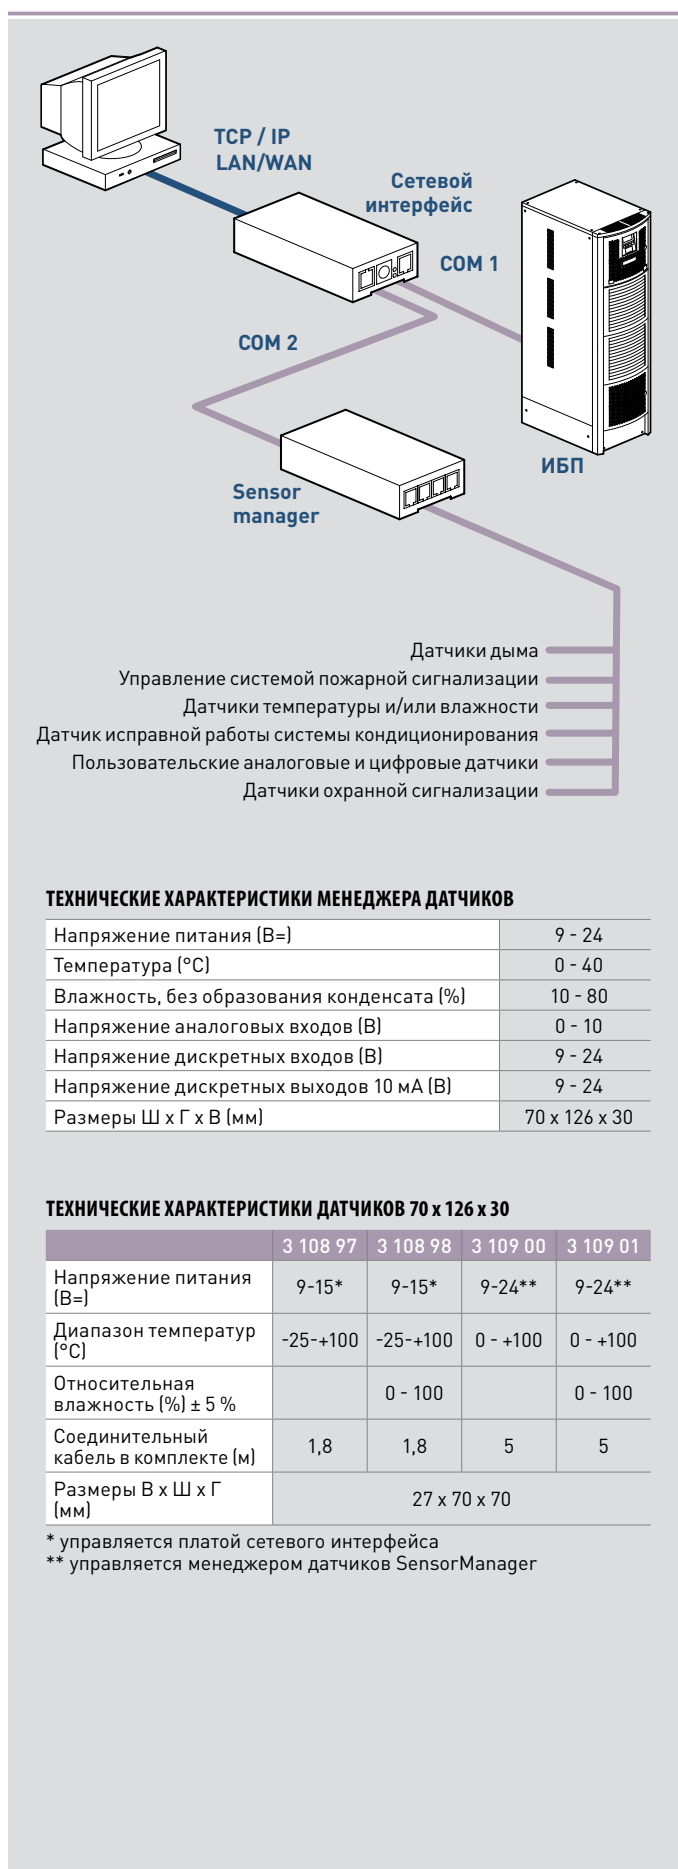 TCP / IP
LAN/WAN
Сетевой
интерфейс
COM 1
COM 2
ИБП
Sensor
manager
Датчики дыма
Управление системой пожарной сигнализации
Датчики температуры и/или влажности
Датчик исправной работы системы кондиционирования
Пользовательские аналоговые и цифровые датчики
Датчики охранной сигнализации
ТЕХНИЧЕСКИЕ ХАРАКТЕРИСТИКИ МЕНЕДЖЕРА ДАТЧИКОВ
Напряжение питания (В=) 9 - 24
Температура (°C) 0 - 40
Влажность, без образования конденсата (%) 10 - 80
Напряжение аналоговых входов (В) 0 - 10
Напряжение дискретных входов (В) 9 - 24
Напряжение дискретных выходов 10 мА (В) 9 - 24
Размеры Ш х Г х В (мм) 70 x 126 x 30
ТЕХНИЧЕСКИЕ ХАРАКТЕРИСТИКИ ДАТЧИКОВ 70 x 126 x 30
3 108 97 3 108 98 3 109 00 3 109 01
Напряжение питания
(В=) 9-15* 9-15* 9-24** 9-24**
Диапазон температур
(°C) -25-+100 -25-+100 0 - +100 0 - +100
Относительная
влажность (%) ± 5 % 0 - 100 0 - 100
Соединительный
кабель в комплекте (м) 1,8 1,8 5 5
Размеры В х Ш х Г
(мм) 27 x 70 x 70
* управляется платой сетевого интерфейса
** управляется менеджером датчиков SensorManager